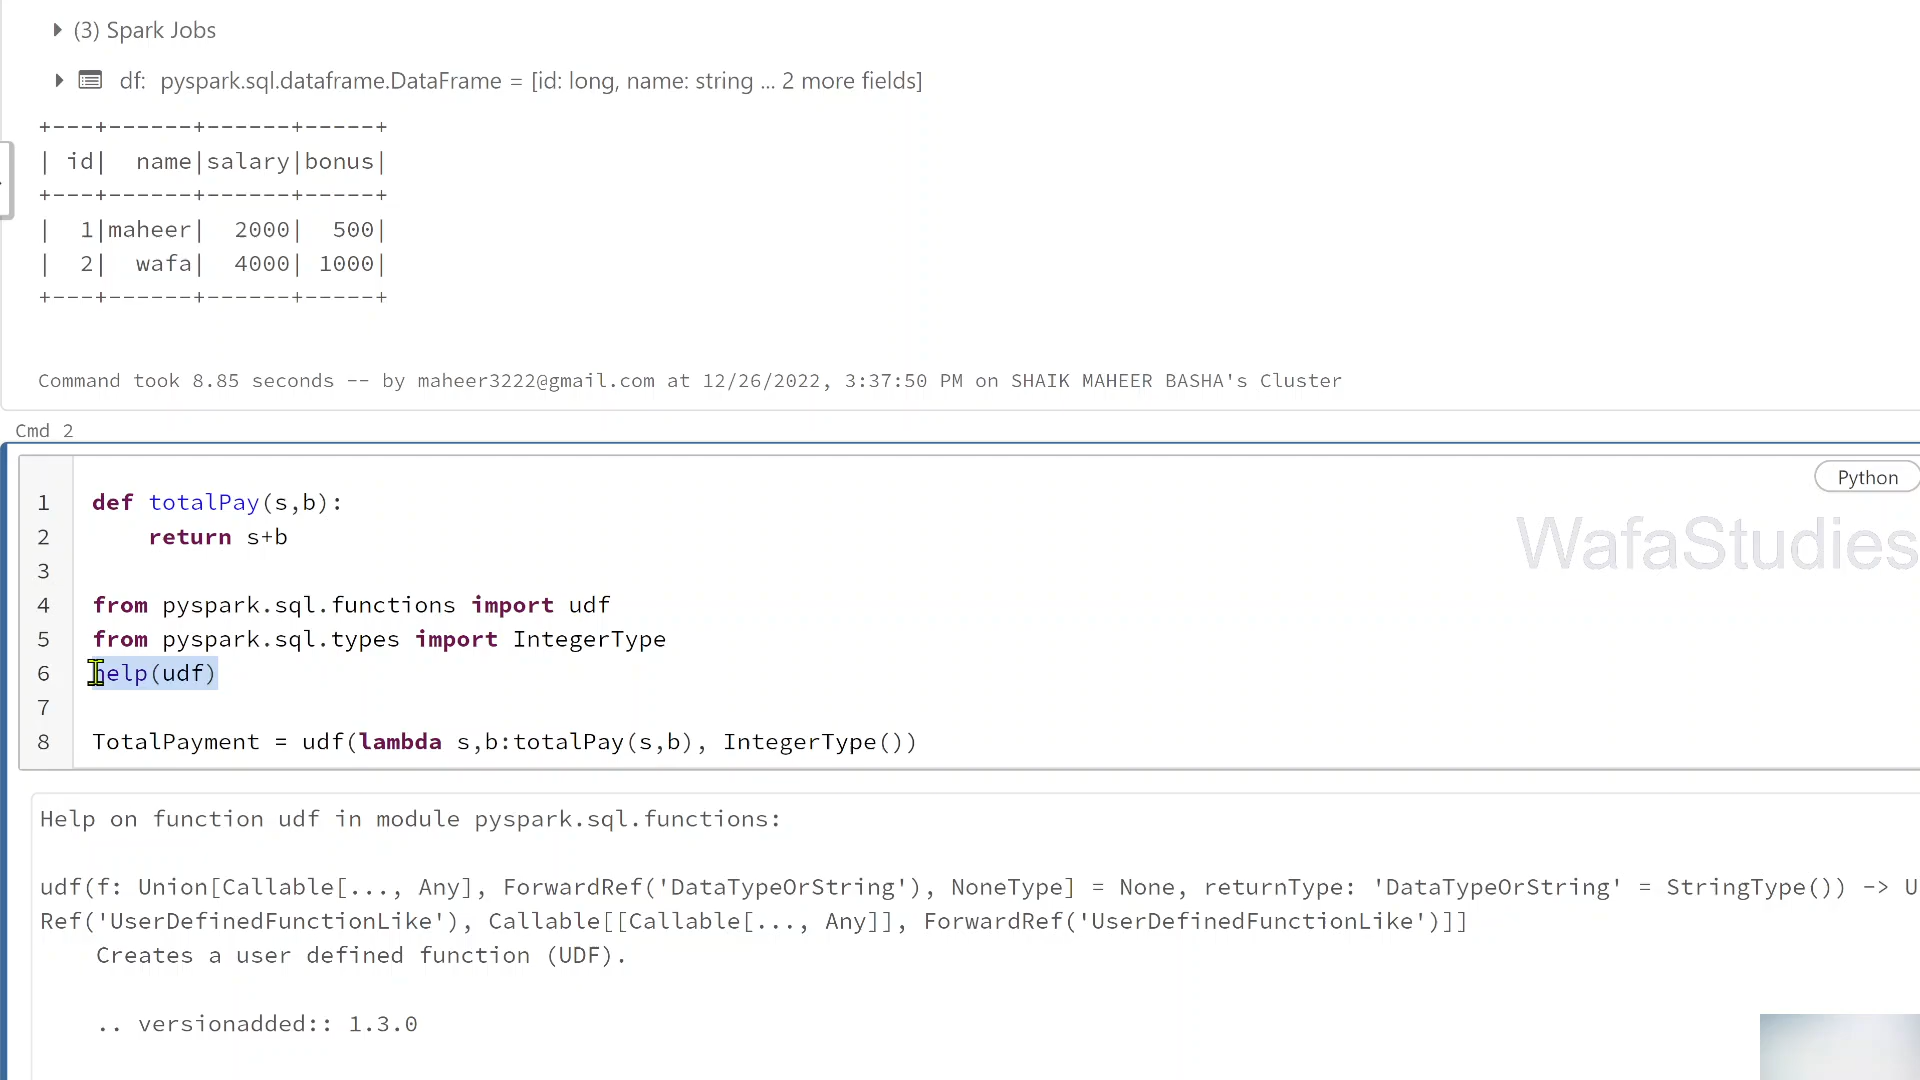 (3) Spark Jobs
df: pyspark.sql.dataframe.DataFrame = [id: long, name: string ... 2 more fields]
+---+------+------+-----+
| id|  name|salary|bonus|
+---+------+------+-----+
|  1|maheer|  2000|  500|
|  2|  wafa|  4000| 1000|
+---+------+------+-----+
Command took 8.85 seconds -- by maheer3222@gmail.com at 12/26/2022, 3:37:50 PM on SHAIK MAHEER BASHA's Cluster
Cmd 2
Python
1 def totalPay(s,b):
2     return s+b
WafaStudies
3
4 from pyspark.sql.functions import udf
5 from pyspark.sql.types import IntegerType
6 help(udf)
7
8 TotalPayment = udf(lambda s,b:totalPay(s,b), IntegerType())
Help on function udf in module pyspark.sql.functions:
udf(f: Union[Callable[..., Any], ForwardRef('DataTypeOrString'), NoneType] = None, returnType: 'DataTypeOrString' = StringType()) -> U
Ref('UserDefinedFunctionLike'), Callable[[Callable[..., Any]], ForwardRef('UserDefinedFunctionLike')]]
    Creates a user defined function (UDF).
    .. versionadded:: 1.3.0